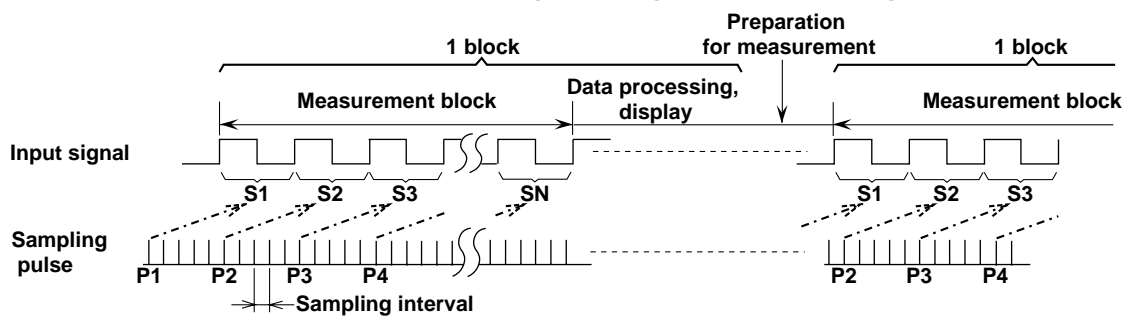 Preparation
for measurement
1 block
1 block
Measurement block
Data processing,
display
Measurement block
Input signal
S1 S2 S3 SN S1 S2 S3
Sampling
pulse
P1 P2 P3 P4 P2 P3 P4
Sampling interval